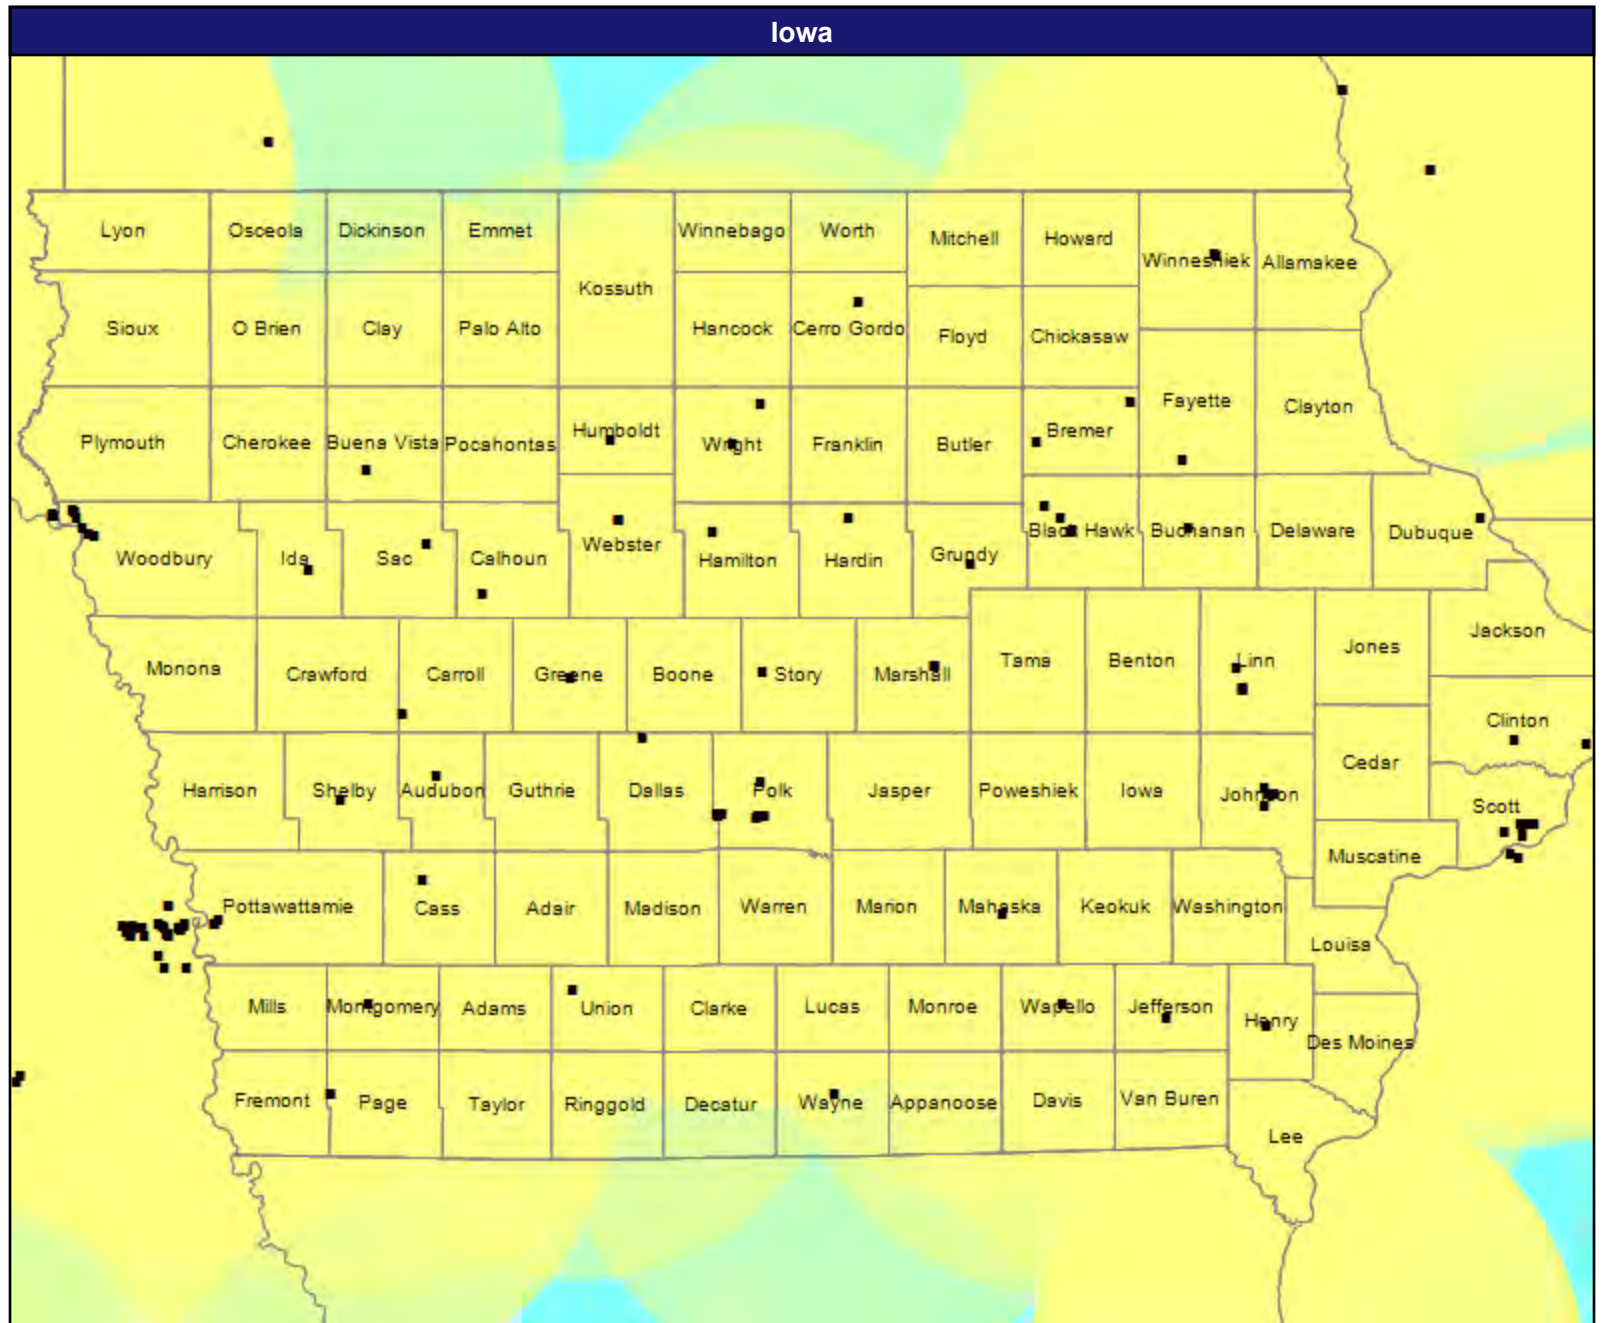 Iowa
Lyon
Osceola
Dickinson
Emmet
Kossuth
Winnebago
Worth
Mitchell
Howard
Winneshiek
Allamakee
Sioux
O Brien
Clay
Palo Alto
Hancock
Cerro Gordo
Floyd
Chickasaw
Fayette
Clayton
Plymouth
Cherokee
Buena Vista
Pocahontas
Humboldt
Wright
Franklin
Butler
Bremer
Woodbury
Ida
Sac
Calhoun
Webster
Hamilton
Hardin
Grundy
Black Hawk
Buchanan
Delaware
Dubuque
Monona
Crawford
Carroll
Greene
Boone
Story
Marshall
Tama
Benton
Linn
Jones
Jackson
Clinton
Harrison
Shelby
Audubon
Guthrie
Dallas
Polk
Jasper
Poweshiek
Iowa
Johnson
Cedar
Scott
Muscatine
Pottawattamie
Cass
Adair
Madison
Warren
Marion
Mahaska
Keokuk
Washington
Louisa
Mills
Montgomery
Adams
Union
Clarke
Lucas
Monroe
Wapello
Jefferson
Henry
Des Moines
Fremont
Page
Taylor
Ringgold
Decatur
Wayne
Appanoose
Davis
Van Buren
Lee